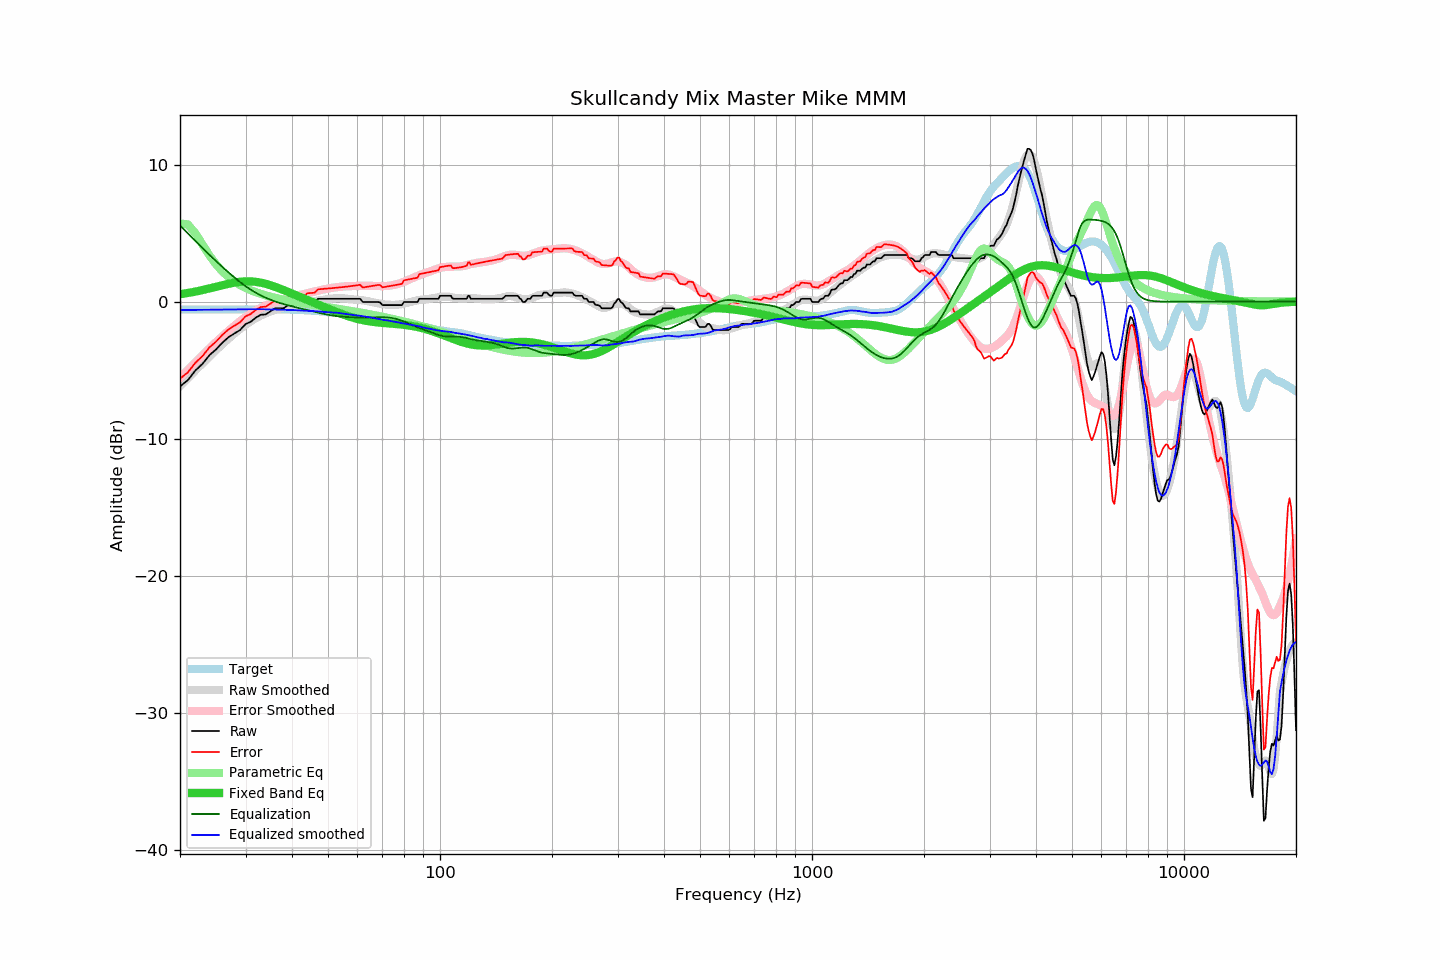 Skullcandy Mix Master Mike MMM
10
0
−10
−20
−30
−40
Amplitude (dBr)
Target
Raw Smoothed
Error Smoothed
Raw
Error
Parametric Eq
Fixed Band Eq
Equalization
Equalized smoothed
100 1000 10000
Frequency (Hz)